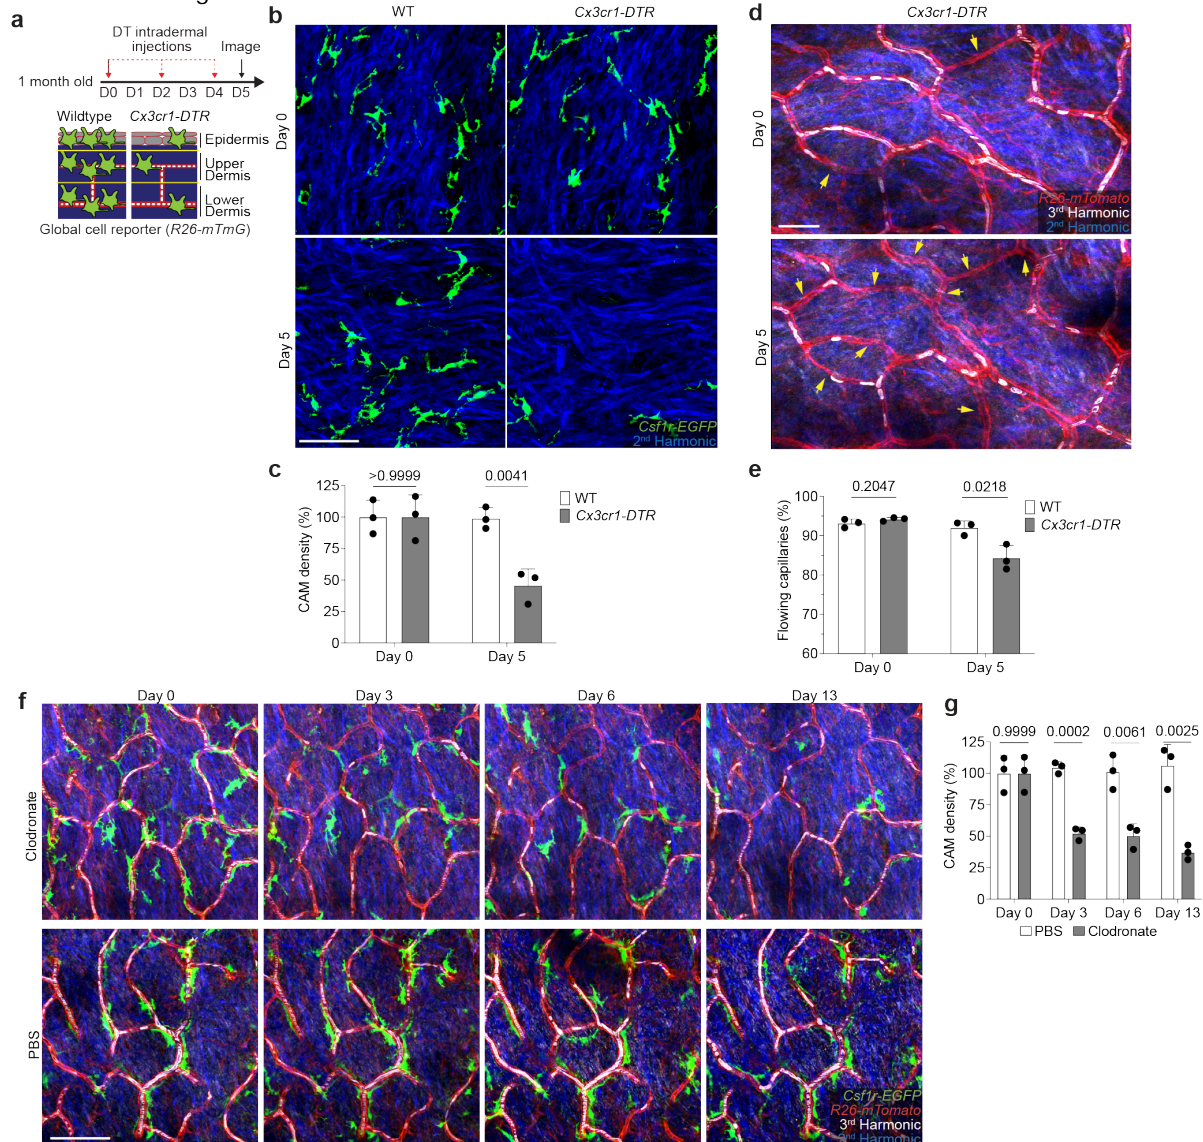 a
DT intradermal
injections
Image
1 month old
D0 D1 D2 D3 D4 D5
Wildtype Cx3cr1-DTR
Epidermis
Upper
Dermis
Lower
Dermis
Global cell reporter (R26-mTmG)
b
WT Cx3cr1-DTR
Day 0
Day 5
Csf1r-EGFP
2nd Harmonic
c
>0.9999 0.0041
CAM density (%)
125
100
75
50
25
0
Day 0 Day 5
WT
Cx3cr1-DTR
d
Cx3cr1-DTR
Day 0
R26-mTomato
3rd Harmonic
2nd Harmonic
Day 5
e
0.2047 0.0218
Flowing capillaries (%)
100
90
80
70
60
Day 0 Day 5
WT
Cx3cr1-DTR
f
Day 0 Day 3 Day 6 Day 13
Clodronate
PBS
Csf1r-EGFP
R26-mTomato
3rd Harmonic
2nd Harmonic
g
0.9999 0.0002 0.0061 0.0025
CAM density (%)
125
100
75
50
25
0
Day 0 Day 3 Day 6 Day 13
PBS Clodronate